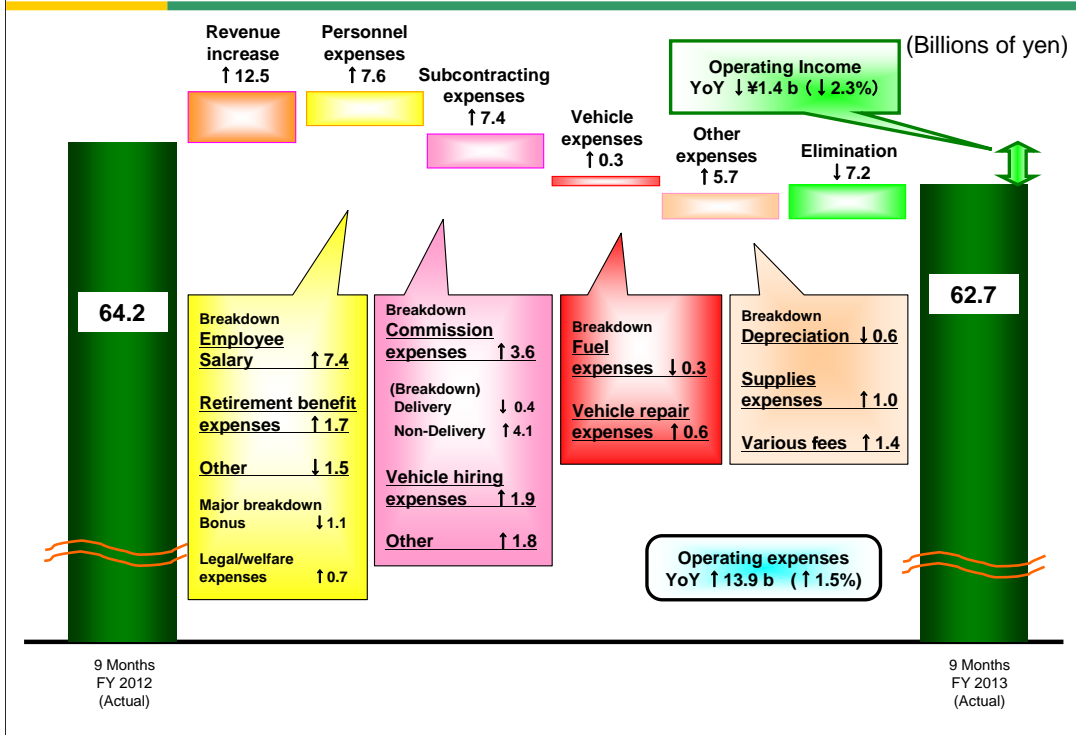 (Billions of yen)
Revenue
increase
↑ 12.5
Personnel
expenses
↑ 7.6
Subcontracting
expenses
↑ 7.4
Vehicle
expenses
↑ 0.3
Other
expenses
↑ 5.7
Elimination
↓ 7.2
Operating Income
YoY ↓ ¥1.4 b (↓ 2.3%)
64.2
62.7
Breakdown
Employee
Salary ↑ 7.4
Retirement benefit
expenses ↑ 1.7
Other ↓ 1.5
Major breakdown
Bonus ↓ 1.1
Legal/welfare
expenses ↑ 0.7
Breakdown
Commission
expenses ↑ 3.6
(Breakdown)
Delivery ↓ 0.4
Non-Delivery ↑ 4.1
Vehicle hiring
expenses ↑ 1.9
Other ↑ 1.8
Breakdown
Fuel
expenses ↓ 0.3
Vehicle repair
expenses ↑ 0.6
Breakdown
Depreciation ↓ 0.6
Supplies
expenses ↑ 1.0
Various fees ↑ 1.4
Operating expenses
YoY ↑ 13.9 b (↑ 1.5%)
9 Months
FY 2012
(Actual)
9 Months
FY 2013
(Actual)